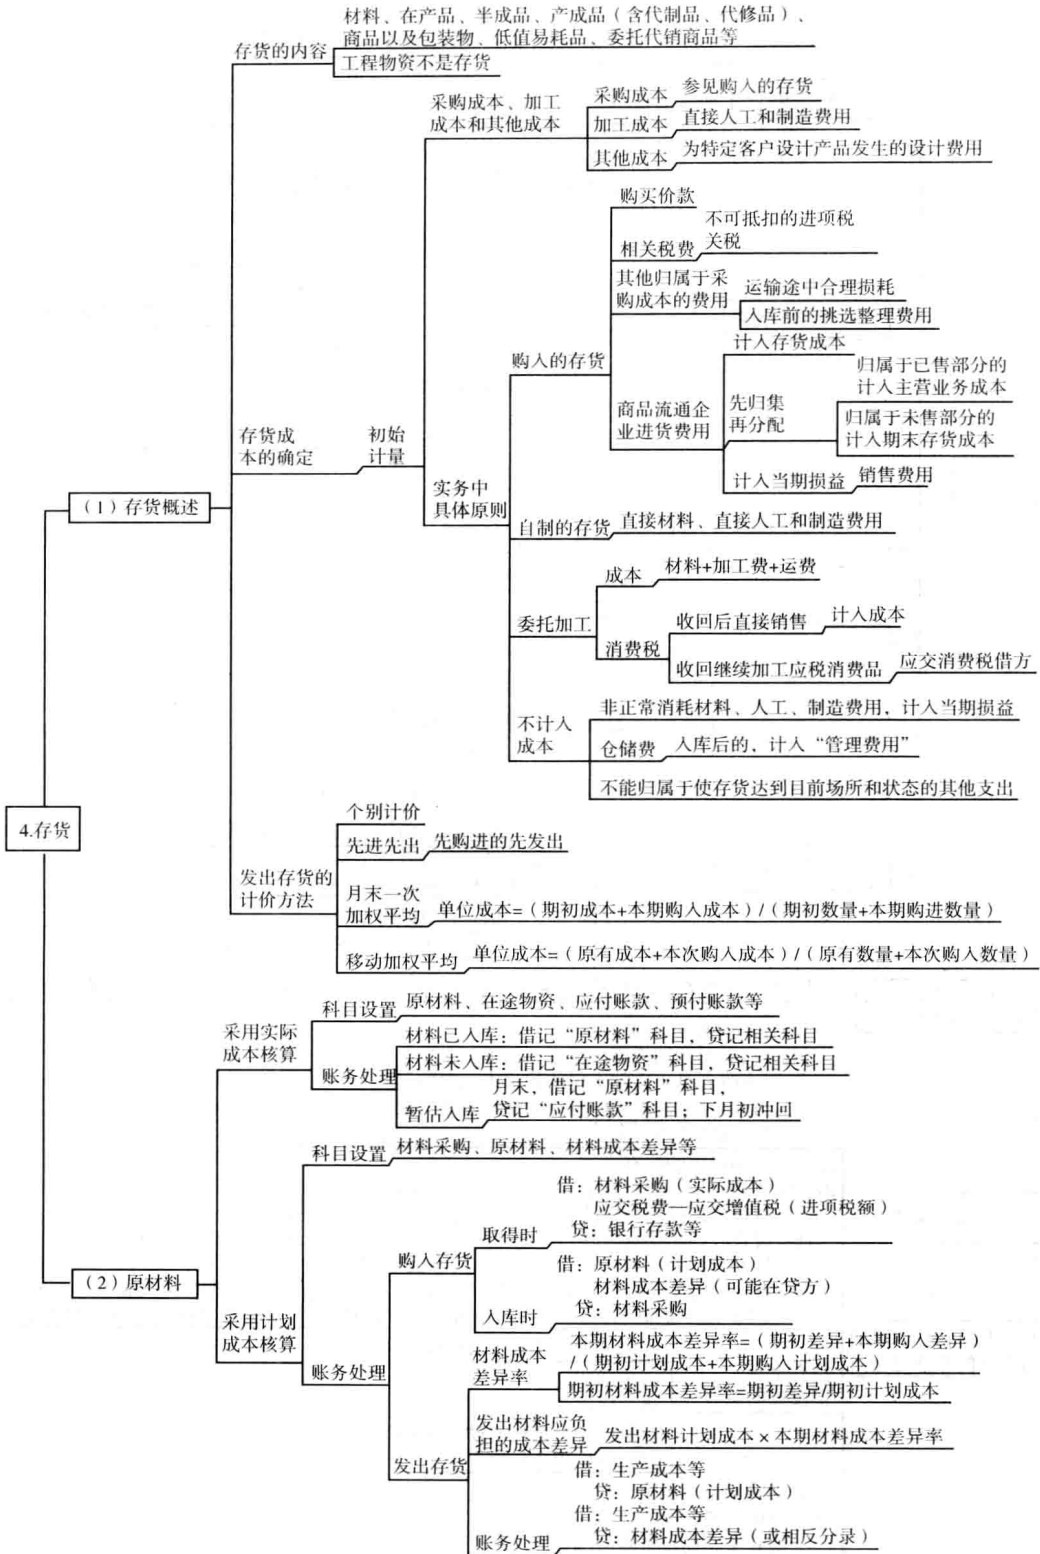 材料、在产品、半成品、产成品（含代制品、代修品）、
商品以及包装物、低值易耗品、委托代销商品等
存货的内容
工程物资不是存货
采购成本、加工
成本和其他成本
采购成本
参见购入的存货
加工成本
直接人工和制造费用
其他成本
为特定客户设计产品发生的设计费用
购买价款
不可抵扣的进项税
关税
相关税费
其他归属于采
购成本的费用
运输途中合理损耗
入库前的挑选整理费用
购入的存货
计入存货成本
商品流通企
业进货费用
先归集
再分配
归属于已售部分的
计入主营业务成本
归属于未售部分的
计入期末存货成本
计入当期损益
销售费用
存货成
本的确定
初始
计量
实务中
具体原则
（1）存货概述
自制的存货
直接材料、直接人工和制造费用
成本
材料+加工费+运费
委托加工
消费税
收回后直接销售
计入成本
收回继续加工应税消费品
应交消费税借方
不计入
成本
非正常消耗材料、人工、制造费用，计入当期损益
仓储费
入库后的，计入“管理费用”
不能归属于使存货达到目前场所和状态的其他支出
4.存货
发出存货的
计价方法
个别计价
先进先出
先购进的先发出
月末一次
加权平均
单位成本=（期初成本+本期购入成本）/（期初数量+本期购进数量）
移动加权平均
单位成本=（原有成本+本次购入成本）/（原有数量+本次购入数量）
采用实际
成本核算
科目设置
原材料、在途物资、应付账款、预付账款等
账务处理
材料已入库：借记“原材料”科目，贷记相关科目
材料未入库：借记“在途物资”科目，贷记相关科目
暂估入库
月末，借记“原材料”科目，
贷记“应付账款”科目；下月初冲回
（2）原材料
采用计划
成本核算
科目设置
材料采购、原材料、材料成本差异等
账务处理
购入存货
取得时
借：材料采购（实际成本）
应交税费—应交增值税（进项税额）
贷：银行存款等
入库时
借：原材料（计划成本）
材料成本差异（可能在贷方）
贷：材料采购
发出存货
材料成本
差异率
本期材料成本差异率=（期初差异+本期购入差异）
/（期初计划成本+本期购入计划成本）
期初材料成本差异率=期初差异/期初计划成本
发出材料应负
担的成本差异
发出材料计划成本×本期材料成本差异率
账务处理
借：生产成本等
贷：原材料（计划成本）
借：生产成本等
贷：材料成本差异（或相反分录）